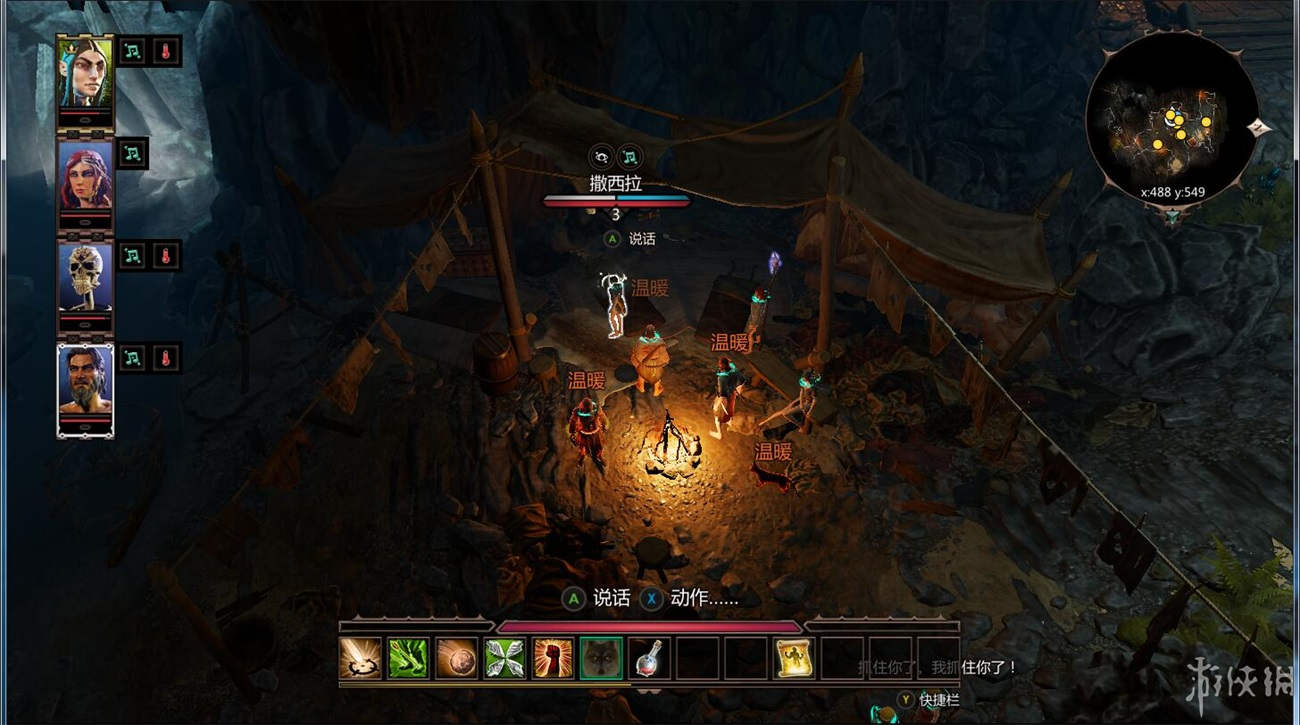 x:488 y:549
撒西拉
3
A 说话
温暖
温暖
温暖
温暖
A 说话 X 动作……
抓住你了，我抓住你了！
Y 快捷栏
游侠网